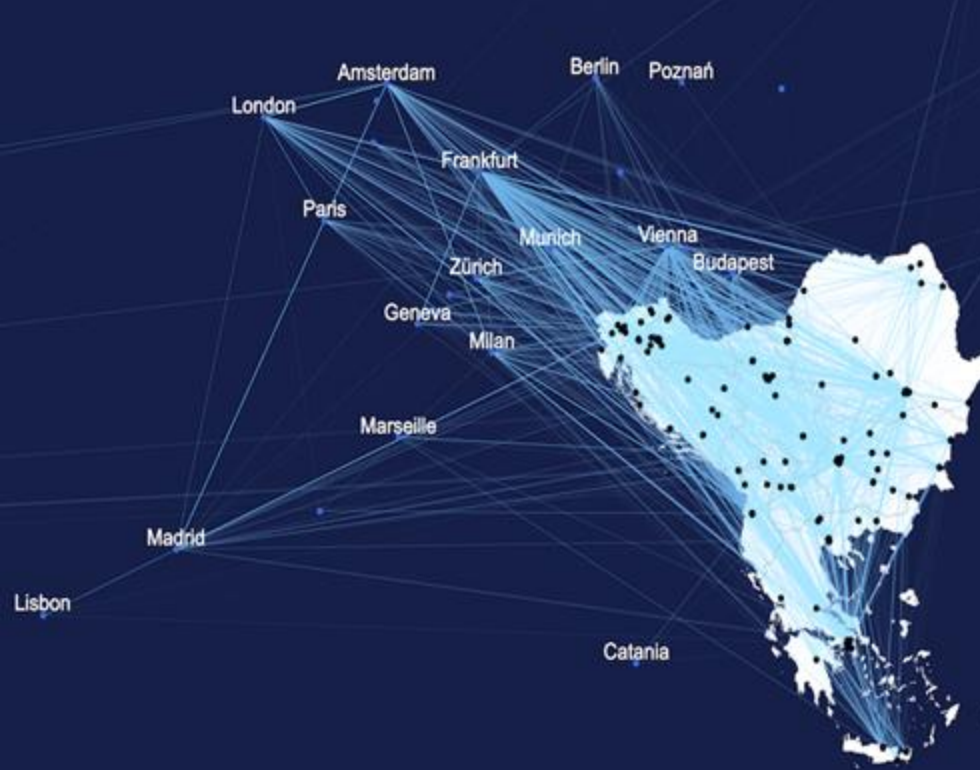 Amsterdam
Berlin
Poznań
London
Frankfurt
Paris
Munich
Vienna
Zürich
Budapest
Geneva
Milan
Marseille
Madrid
Lisbon
Catania